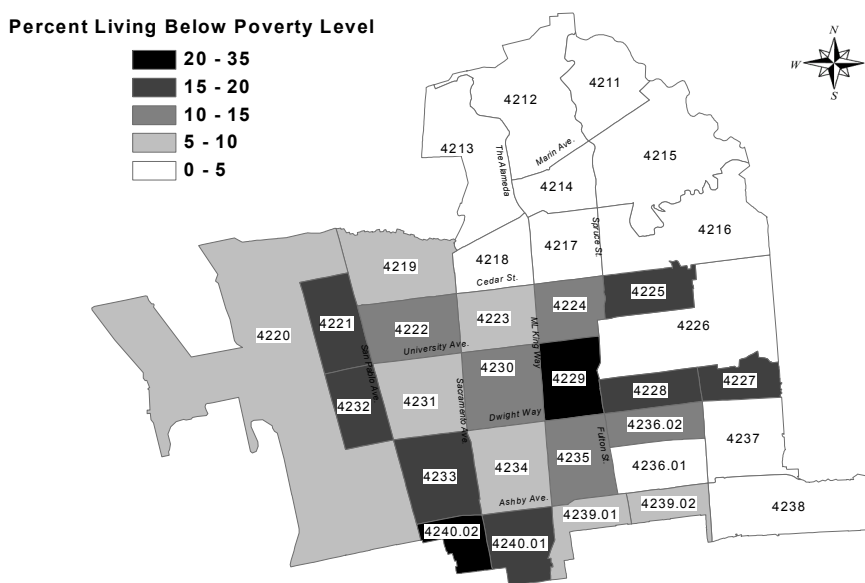 Percent Living Below Poverty Level
20 - 35
15 - 20
10 - 15
5 - 10
0 - 5
N
W
S
4211
4212
4213
The Alameda
Marin Ave.
4215
4214
4216
Spruce St.
4217
4218
Cedar St.
4219
4220
4221
4222
4223
4224
4225
4226
University Ave.
ML King Way
San Pablo Ave.
4230
4229
4228
4227
4232
4231
Sacramento Ave.
Dwight Way
4236.02
Fulton St.
4237
4233
4234
4235
4236.01
Ashby Ave.
4239.01
4239.02
4238
4240.02
4240.01